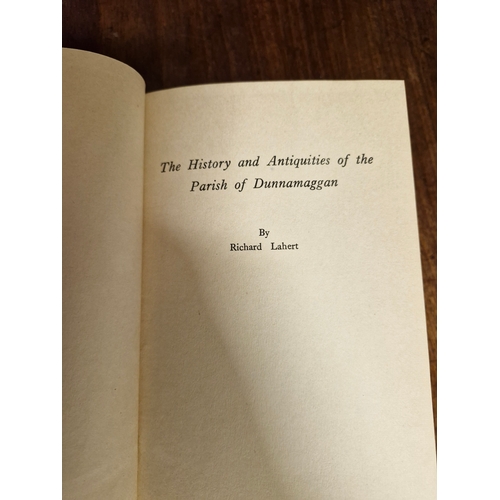 The History and Antiquities of the
Parish of Dunnamaggan
By
Richard Lahert